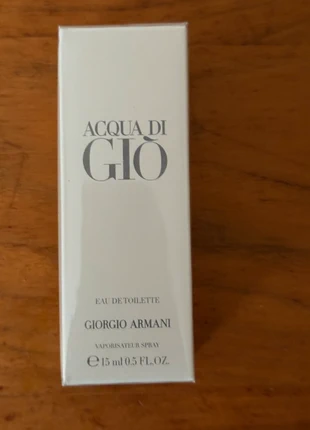 ACQUA DI
GIÒ
EAU DE TOILETTE
GIORGIO ARMANI
VAPORISATEUR SPRAY
℮15 ml 0.5 FL.OZ.